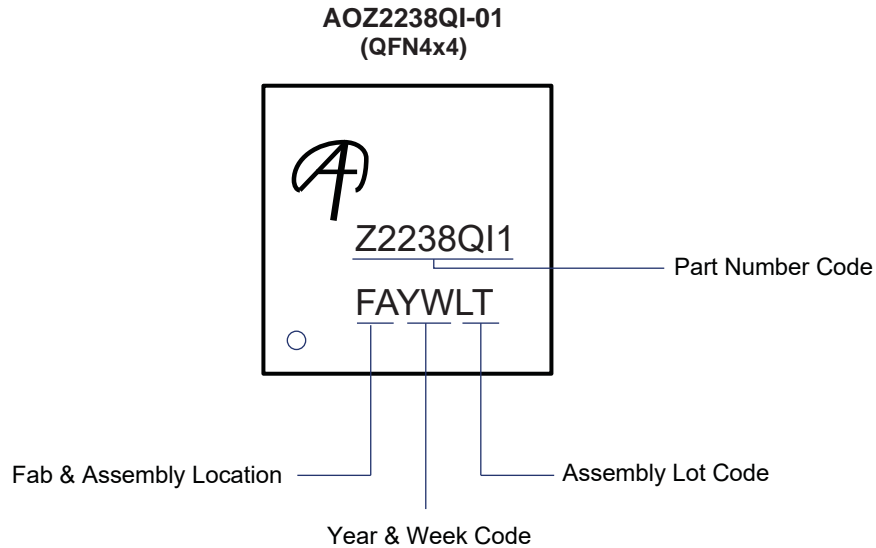 AOZ2238QI-01
(QFN4x4)
Z2238QI1
Part Number Code
FAYWLT
Fab & Assembly Location
Assembly Lot Code
Year & Week Code